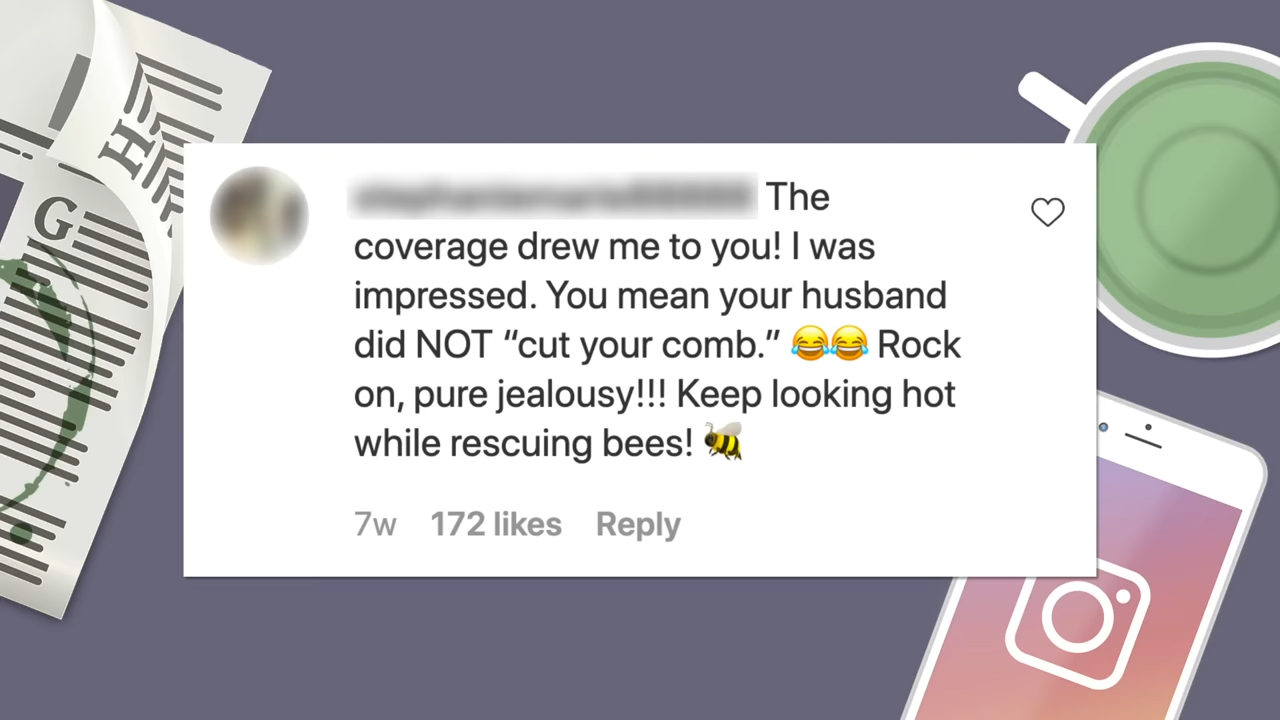 H
G
The
coverage drew me to you! I was
impressed. You mean your husband
did NOT “cut your comb.” 😂😂 Rock
on, pure jealousy!!! Keep looking hot
while rescuing bees! 🐝
7w 172 likes Reply